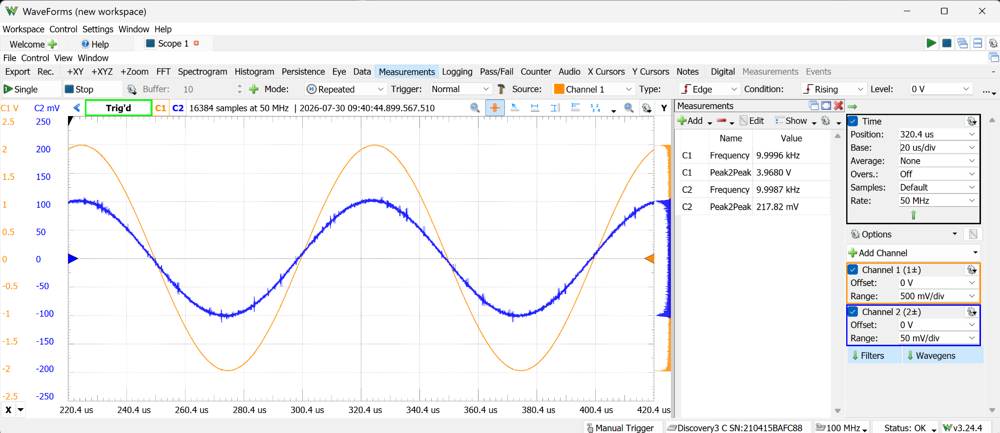 WaveForms (new workspace)
Workspace Control Settings Window Help
Welcome Help Scope 1
File Control View Window
Export Rec. +XY +XYZ +Zoom FFT Spectrogram Histogram Persistence Eye Data Measurements Logging Pass/Fail Counter Audio X Cursors Y Cursors Notes Digital Measurements Events -
Single Stop Buffer: 10 Mode: Repeated Trigger: Normal Source: Channel 1 Type: Edge Condition: Rising Level: 0 V ...
C1 V C2 mV Trig'd C1 C2 16384 samples at 50 MHz | 2026-07-30 09:40:44.899.567.510 Y
2.5 250
2 200
1.5 150
1 100
0.5 50
0 0
-0.5 -50
-1 -100
-1.5 -150
-2 -200
-2.5 -250
X 220.4 us 240.4 us 260.4 us 280.4 us 300.4 us 320.4 us 340.4 us 360.4 us 380.4 us 400.4 us 420.4 us
Measurements
Add Edit Show
Name Value
C1 Frequency 9.9996 kHz
C1 Peak2Peak 3.9680 V
C2 Frequency 9.9987 kHz
C2 Peak2Peak 217.82 mV
Time
Position: 320.4 us
Base: 20 us/div
Average: None
Overs.: Off
Samples: Default
Rate: 50 MHz
Options
Add Channel
Channel 1 (1±)
Offset: 0 V
Range: 500 mV/div
Channel 2 (2±)
Offset: 0 V
Range: 50 mV/div
Filters Wavegens
Manual Trigger Discovery3 C SN:210415BAFC88 100 MHz Status: OK v3.24.4